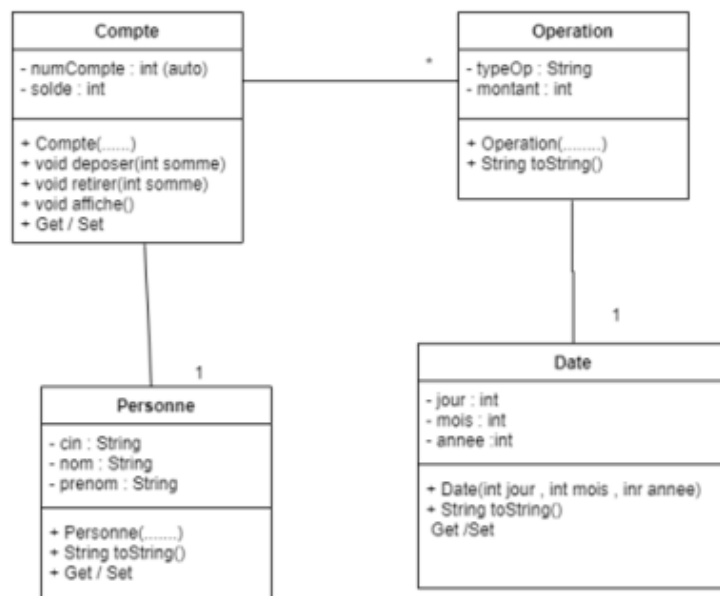 Compte
- numCompte : int (auto)
- solde : int
+ Compte(......)
+ void deposer(int somme)
+ void retirer(int somme)
+ void affiche()
+ Get / Set
*
Operation
- typeOp : String
- montant : int
+ Operation(........)
+ String toString()
1
Personne
- cin : String
- nom : String
- prenom : String
+ Personne(.......)
+ String toString()
+ Get / Set
1
Date
- jour : int
- mois : int
- annee :int
+ Date(int jour , int mois , inr annee)
+ String toString()
Get /Set